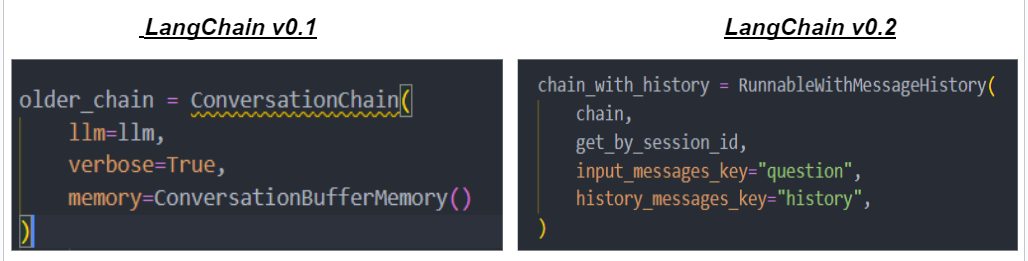 LangChain v0.1
older_chain = ConversationChain(
    llm=llm,
    verbose=True,
    memory=ConversationBufferMemory()
)
LangChain v0.2
chain_with_history = RunnableWithMessageHistory(
    chain,
    get_by_session_id,
    input_messages_key="question",
    history_messages_key="history",
)